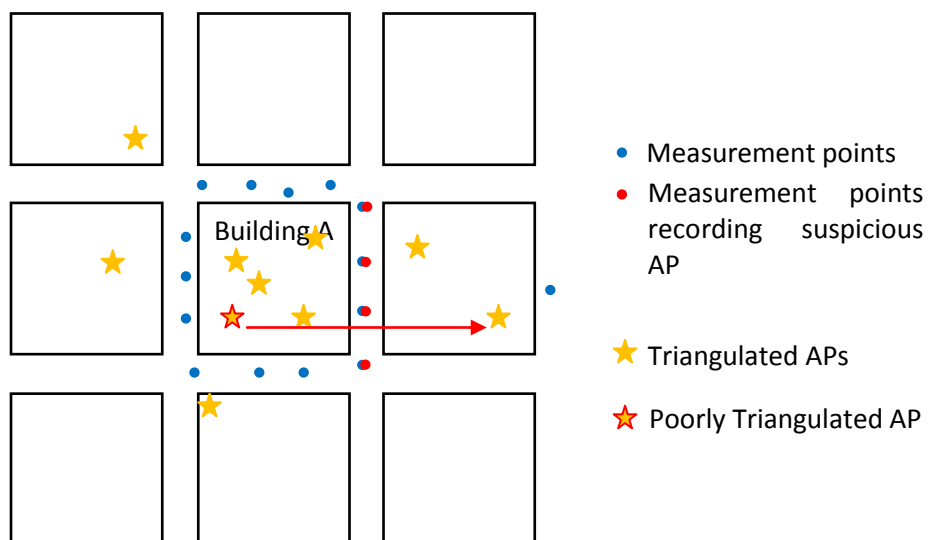 Building A
Measurement points
Measurement points
recording suspicious
AP
Triangulated APs
Poorly Triangulated AP